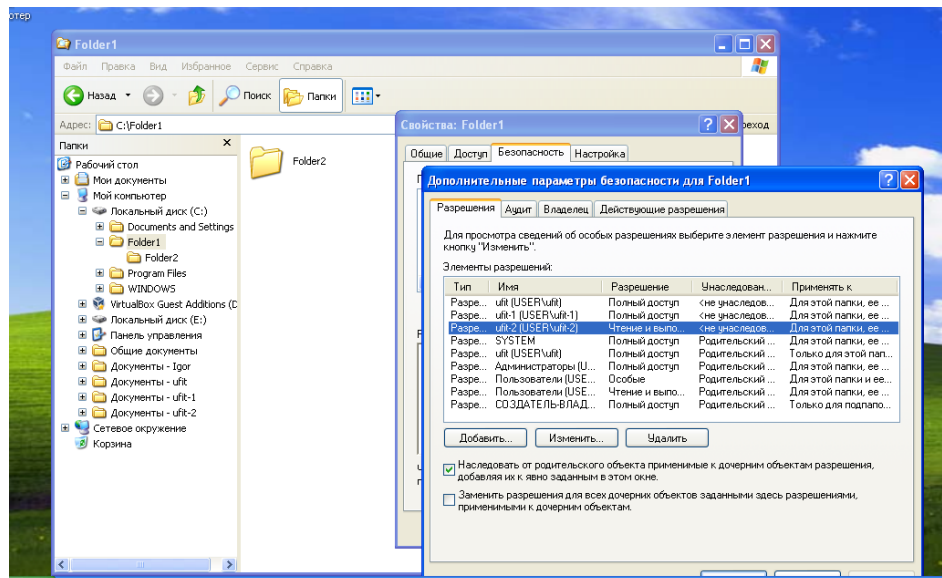 отер
Folder1
Файл Правка Вид Избранное Сервис Справка
Назад Поиск Папки
Адрес: C:\Folder1 реход
Папки
Рабочий стол
Мои документы
Мой компьютер
Локальный диск (C:)
Documents and Settings
Folder1
Folder2
Program Files
WINDOWS
VirtualBox Guest Additions (D
Локальный диск (E:)
Панель управления
Общие документы
Документы - Igor
Документы - ufit
Документы - ufit-1
Документы - ufit-2
Сетевое окружение
Корзина
Folder2
Свойства: Folder1
Общие Доступ Безопасность Настройка
Дополнительные параметры безопасности для Folder1
Разрешения Аудит Владелец Действующие разрешения
Для просмотра сведений об особых разрешениях выберите элемент разрешения и нажмите
кнопку "Изменить".
Элементы разрешений:
Тип Имя Разрешение Унаследован... Применять к
Разре... ufit (USER\ufit) Полный доступ <не унаследов... Для этой папки, ее ...
Разре... ufit-1 (USER\ufit-1) Полный доступ <не унаследов... Для этой папки, ее ...
Разре... ufit-2 (USER\ufit-2) Чтение и выпо... <не унаследов... Для этой папки, ее ...
Разре... SYSTEM Полный доступ Родительский ... Для этой папки, ее ...
Разре... ufit (USER\ufit) Полный доступ Родительский ... Только для этой пап...
Разре... Администраторы (U... Полный доступ Родительский ... Для этой папки, ее ...
Разре... Пользователи (USE... Особые Родительский ... Для этой папки и ее...
Разре... Пользователи (USE... Чтение и выпо... Родительский ... Для этой папки, ее ...
Разре... СОЗДАТЕЛЬ-ВЛАД... Полный доступ Родительский ... Только для подпапо...
Добавить... Изменить... Удалить
Наследовать от родительского объекта применимые к дочерним объектам разрешения,
добавляя их к явно заданным в этом окне.
Заменить разрешения для всех дочерних объектов заданными здесь разрешениями,
применимыми к дочерним объектам.